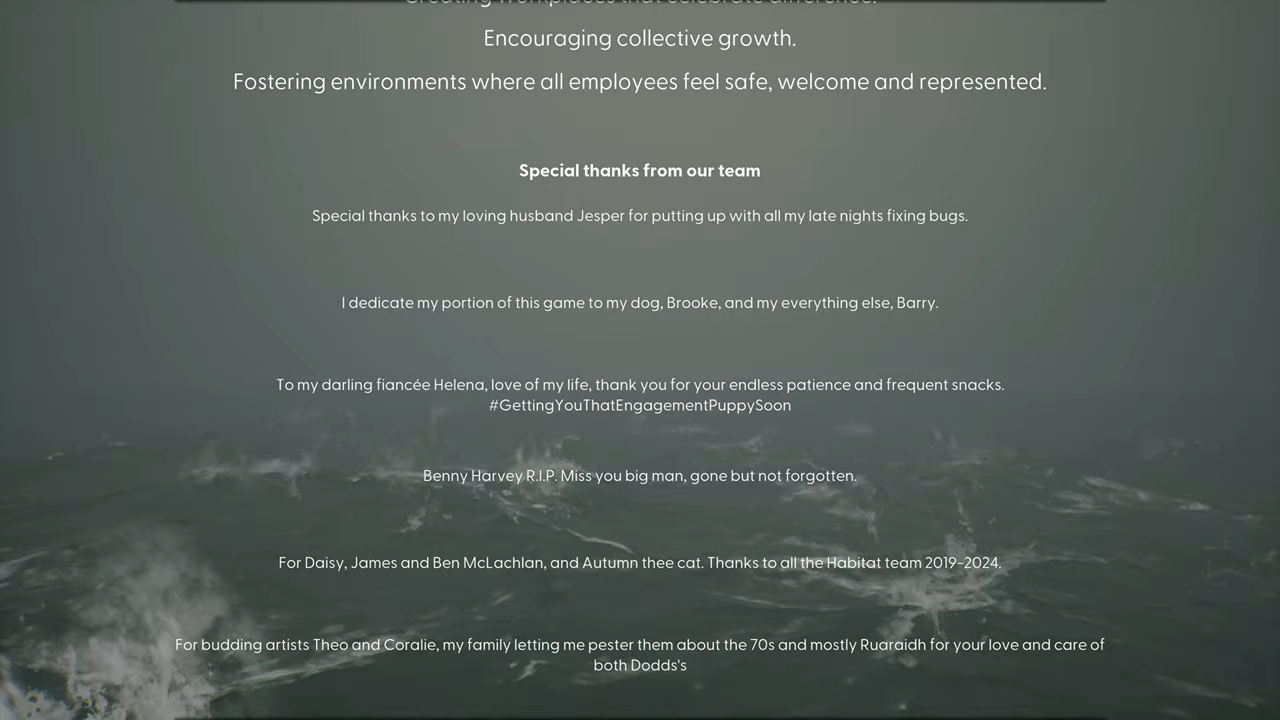 Creating workplaces that celebrate difference.
Encouraging collective growth.
Fostering environments where all employees feel safe, welcome and represented.
Special thanks from our team
Special thanks to my loving husband Jesper for putting up with all my late nights fixing bugs.
I dedicate my portion of this game to my dog, Brooke, and my everything else, Barry.
To my darling fiancée Helena, love of my life, thank you for your endless patience and frequent snacks.
#GettingYouThatEngagementPuppySoon
Benny Harvey R.I.P. Miss you big man, gone but not forgotten.
For Daisy, James and Ben McLachlan, and Autumn thee cat. Thanks to all the Habitat team 2019-2024.
For budding artists Theo and Coralie, my family letting me pester them about the 70s and mostly Ruaraidh for your love and care of
both Dodds's